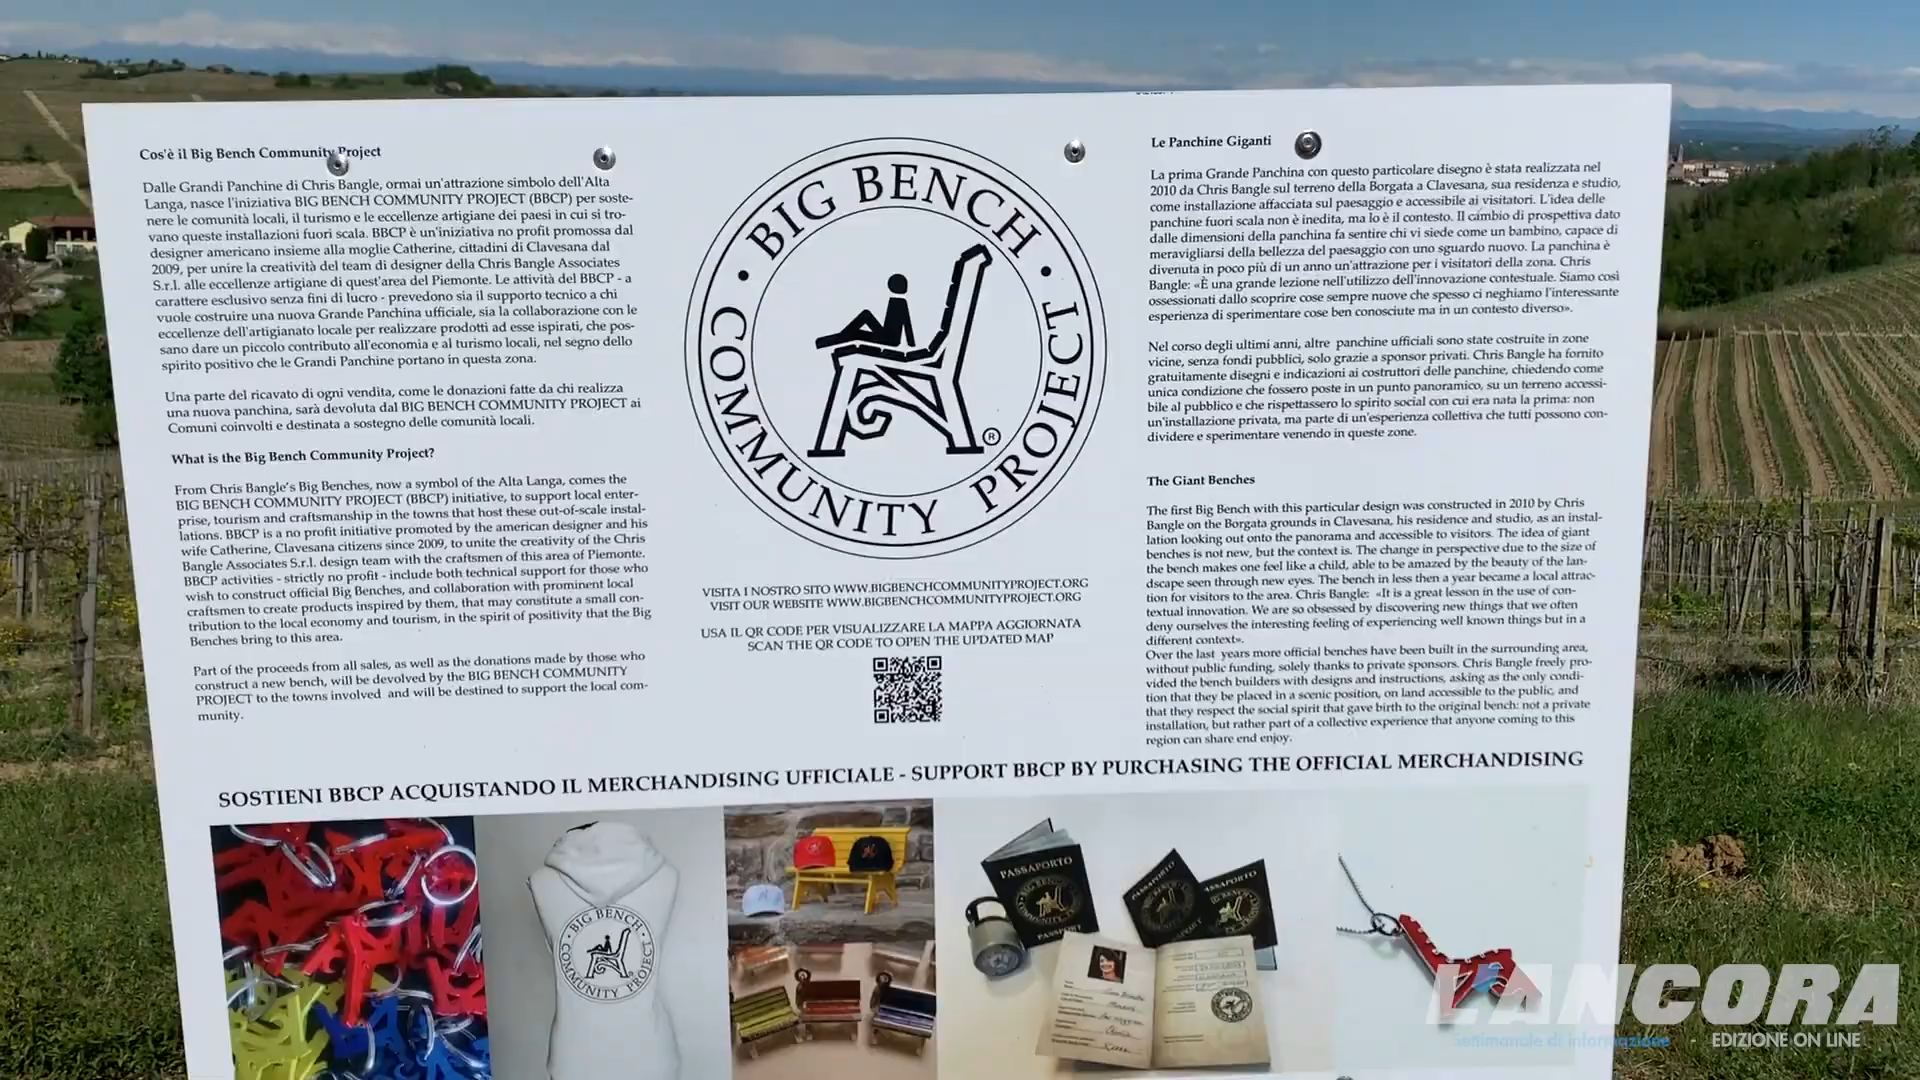 Cos'è il Big Bench Community Project
Dalle Grandi Panchine di Chris Bangle, ormai un'attrazione simbolo dell'Alta
Langa, nasce l'iniziativa BIG BENCH COMMUNITY PROJECT (BBCP) per soste-
nere le comunità locali, il turismo e le eccellenze artigiane dei paesi in cui si tro-
vano queste installazioni fuori scala. BBCP è un'iniziativa no profit promossa dal
designer americano insieme alla moglie Catherine, cittadini di Clavesana dal
2009, per unire la creatività del team di designer della Chris Bangle Associates
S.r.l. alle eccellenze artigiane di quest'area del Piemonte. Le attività del BBCP - a
carattere esclusivo senza fini di lucro - prevedono sia il supporto tecnico a chi
vuole costruire una nuova Grande Panchina ufficiale, sia la collaborazione con le
eccellenze dell'artigianato locale per realizzare prodotti ad esse ispirati, che pos-
sano dare un piccolo contributo all'economia e al turismo locali, nel segno dello
spirito positivo che le Grandi Panchine portano in questa zona.
Una parte del ricavato di ogni vendita, come le donazioni fatte da chi realizza
una nuova panchina, sarà devoluta dal BIG BENCH COMMUNITY PROJECT ai
Comuni coinvolti e destinata a sostegno delle comunità locali.
What is the Big Bench Community Project?
From Chris Bangle's Big Benches, now a symbol of the Alta Langa, comes the
BIG BENCH COMMUNITY PROJECT (BBCP) initiative, to support local enter-
prise, tourism and craftsmanship in the towns that host these out-of-scale instal-
lations. BBCP is a no profit initiative promoted by the american designer and his
wife Catherine, Clavesana citizens since 2009, to unite the creativity of the Chris
Bangle Associates S.r.l. design team with the craftsmen of this area of Piemonte.
BBCP activities - strictly no profit - include both technical support for those who
wish to construct official Big Benches, and collaboration with prominent local
craftsmen to create products inspired by them, that may constitute a small con-
tribution to the local economy and tourism, in the spirit of positivity that the Big
Benches bring to this area.
Part of the proceeds from all sales, as well as the donations made by those who
construct a new bench, will be devolved by the BIG BENCH COMMUNITY
PROJECT to the towns involved and will be destined to support the local com-
munity.
• BIG BENCH •
COMMUNITY PROJECT
®
VISITA I NOSTRO SITO WWW.BIGBENCHCOMMUNITYPROJECT.ORG
VISIT OUR WEBSITE WWW.BIGBENCHCOMMUNITYPROJECT.ORG
USA IL QR CODE PER VISUALIZZARE LA MAPPA AGGIORNATA
SCAN THE QR CODE TO OPEN THE UPDATED MAP
Le Panchine Giganti
La prima Grande Panchina con questo particolare disegno è stata realizzata nel
2010 da Chris Bangle sul terreno della Borgata a Clavesana, sua residenza e studio,
come installazione affacciata sul paesaggio e accessibile ai visitatori. L'idea delle
panchine fuori scala non è inedita, ma lo è il contesto. Il cambio di prospettiva dato
dalle dimensioni della panchina fa sentire chi vi siede come un bambino, capace di
meravigliarsi della bellezza del paesaggio con uno sguardo nuovo. La panchina è
divenuta in poco più di un anno un'attrazione per i visitatori della zona. Chris
Bangle: «È una grande lezione nell'utilizzo dell'innovazione contestuale. Siamo così
ossessionati dallo scoprire cose sempre nuove che spesso ci neghiamo l'interessante
esperienza di sperimentare cose ben conosciute ma in un contesto diverso».
Nel corso degli ultimi anni, altre panchine ufficiali sono state costruite in zone
vicine, senza fondi pubblici, solo grazie a sponsor privati. Chris Bangle ha fornito
gratuitamente disegni e indicazioni ai costruttori delle panchine, chiedendo come
unica condizione che fossero poste in un punto panoramico, su un terreno accessi-
bile al pubblico e che rispettassero lo spirito social con cui era nata la prima: non
un'installazione privata, ma parte di un'esperienza collettiva che tutti possono con-
dividere e sperimentare venendo in queste zone.
The Giant Benches
The first Big Bench with this particular design was constructed in 2010 by Chris
Bangle on the Borgata grounds in Clavesana, his residence and studio, as an instal-
lation looking out onto the panorama and accessible to visitors. The idea of giant
benches is not new, but the context is. The change in perspective due to the size of
the bench makes one feel like a child, able to be amazed by the beauty of the lan-
dscape seen through new eyes. The bench in less then a year became a local attrac-
tion for visitors to the area. Chris Bangle: «It is a great lesson in the use of con-
textual innovation. We are so obsessed by discovering new things that we often
deny ourselves the interesting feeling of experiencing well known things but in a
different context».
Over the last years more official benches have been built in the surrounding area,
without public funding, solely thanks to private sponsors. Chris Bangle freely pro-
vided the bench builders with designs and instructions, asking as the only condi-
tion that they be placed in a scenic position, on land accessible to the public, and
that they respect the social spirit that gave birth to the original bench: not a private
installation, but rather part of a collective experience that anyone coming to this
region can share end enjoy.
SOSTIENI BBCP ACQUISTANDO IL MERCHANDISING UFFICIALE - SUPPORT BBCP BY PURCHASING THE OFFICIAL MERCHANDISING
• BIG BENCH •
COMMUNITY PROJECT
PASSAPORTO
BIG BENCH
PASSPORT
PASSAPORTO
L'ANCORA
settimanale di informazione - EDIZIONE ON LINE